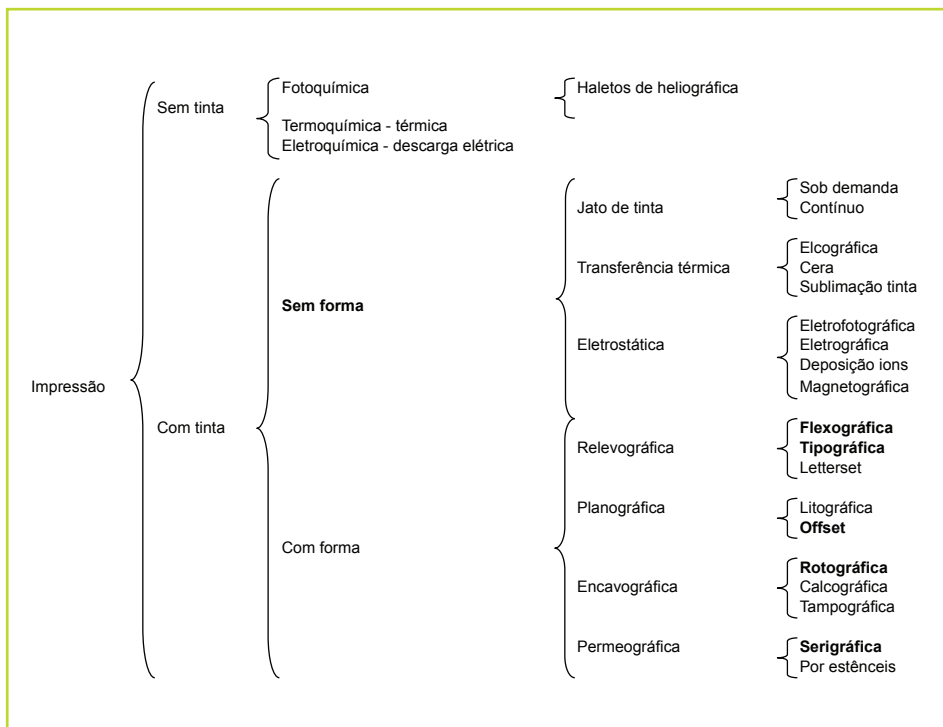 Impressão
Sem tinta
Fotoquímica
Haletos de heliográfica
Termoquímica - térmica
Eletroquímica - descarga elétrica
Com tinta
Sem forma
Jato de tinta
Sob demanda
Contínuo
Transferência térmica
Elcográfica
Cera
Sublimação tinta
Eletrostática
Eletrofotográfica
Eletrográfica
Deposição ions
Magnetográfica
Com forma
Relevográfica
Flexográfica
Tipográfica
Letterset
Planográfica
Litográfica
Offset
Encavográfica
Rotográfica
Calcográfica
Tampográfica
Permeográfica
Serigráfica
Por estênceis